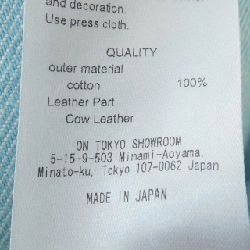 and decoration.
Use press cloth.
QUALITY
outer material
cotton 100%
Leather Part
Cow Leather
ON TOKYO SHOWROOM
5-15-9-503 Minami-Aoyama,
Minato-ku, Tokyo 107-0062 Japan
MADE IN JAPAN